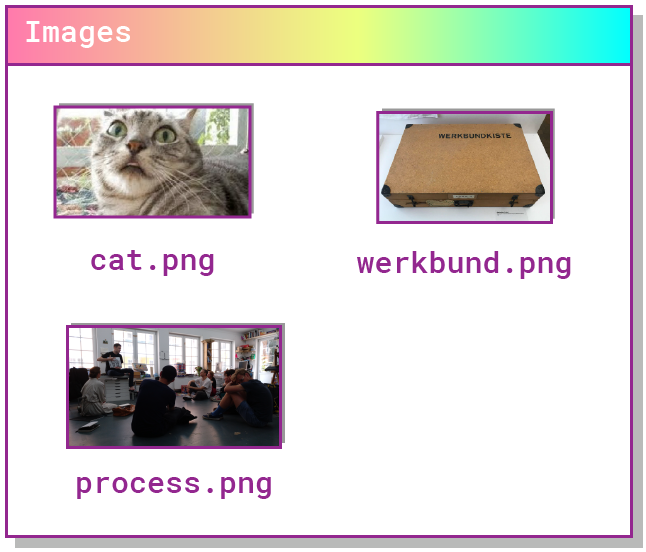 Images
WERKBUNDKISTE
cat.png
werkbund.png
process.png